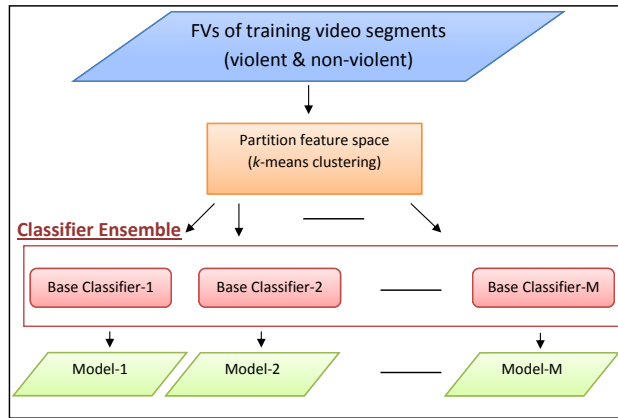 FVs of training video segments
(violent & non-violent)
Partition feature space
(k-means clustering)
Classifier Ensemble
Base Classifier-1
Base Classifier-2
Base Classifier-M
Model-1
Model-2
Model-M